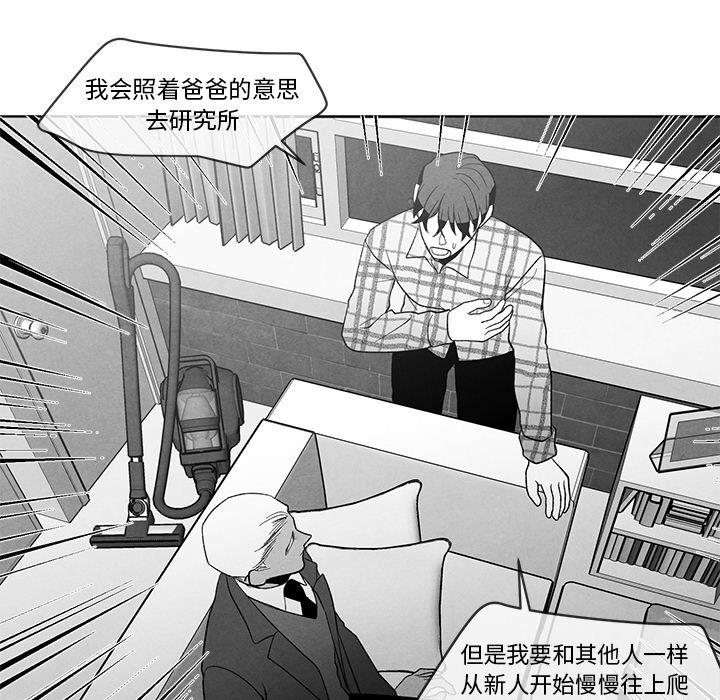 我会照着爸爸的意思
去研究所
但是我要和其他人一样
从新人开始慢慢往上爬